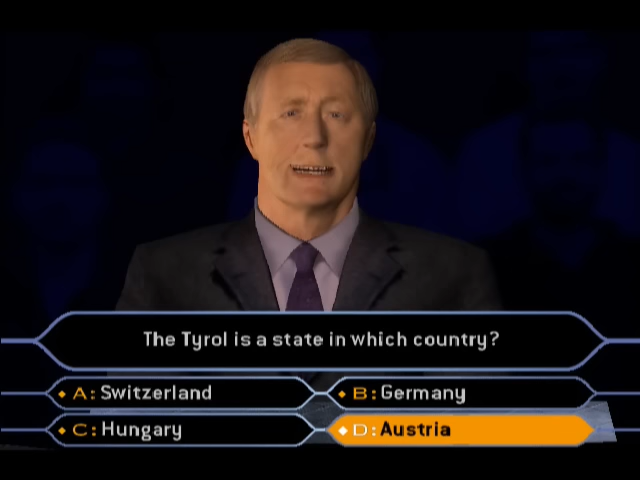 The Tyrol is a state in which country?
A: Switzerland
B: Germany
C: Hungary
D: Austria